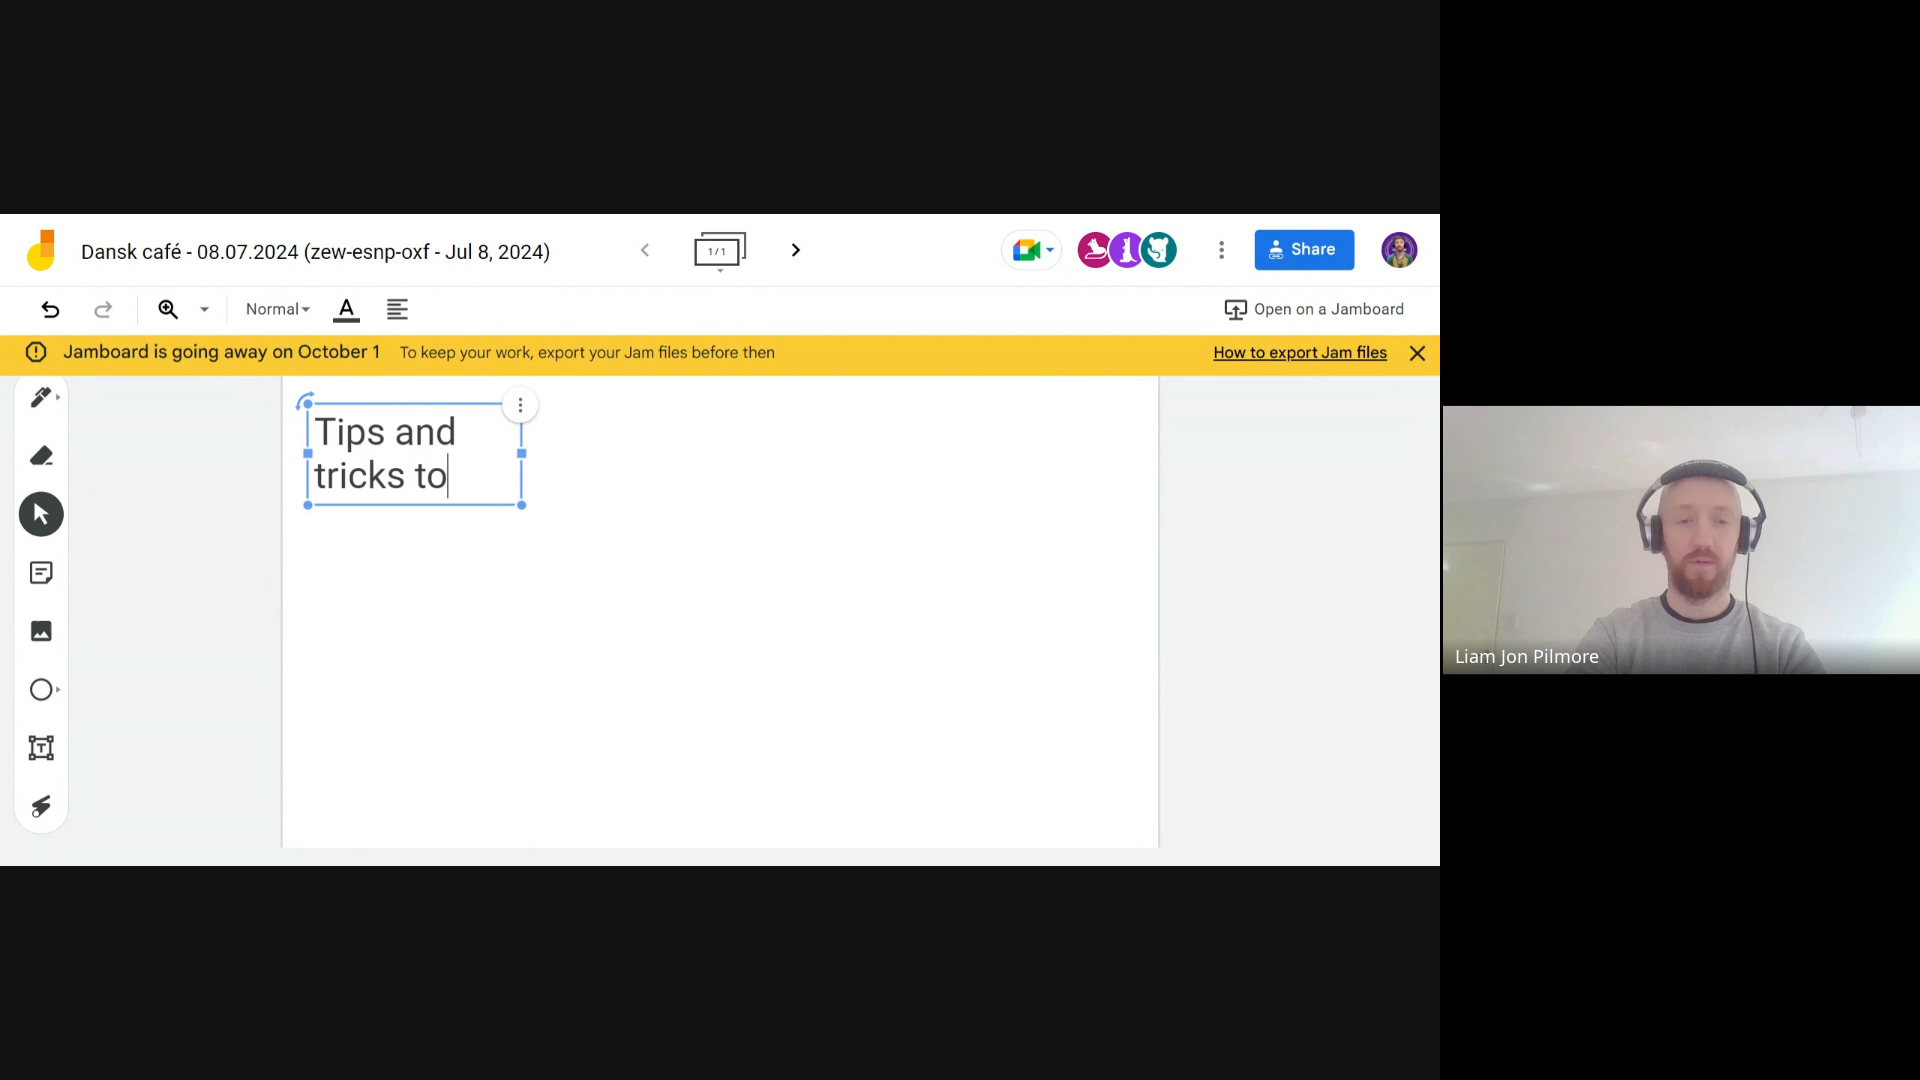 Dansk café - 08.07.2024 (zew-esnp-oxf - Jul 8, 2024)
1/1
Share
Normal
A
Open on a Jamboard
Jamboard is going away on October 1 To keep your work, export your Jam files before then How to export Jam files
Tips and
tricks to
T
Liam Jon Pilmore